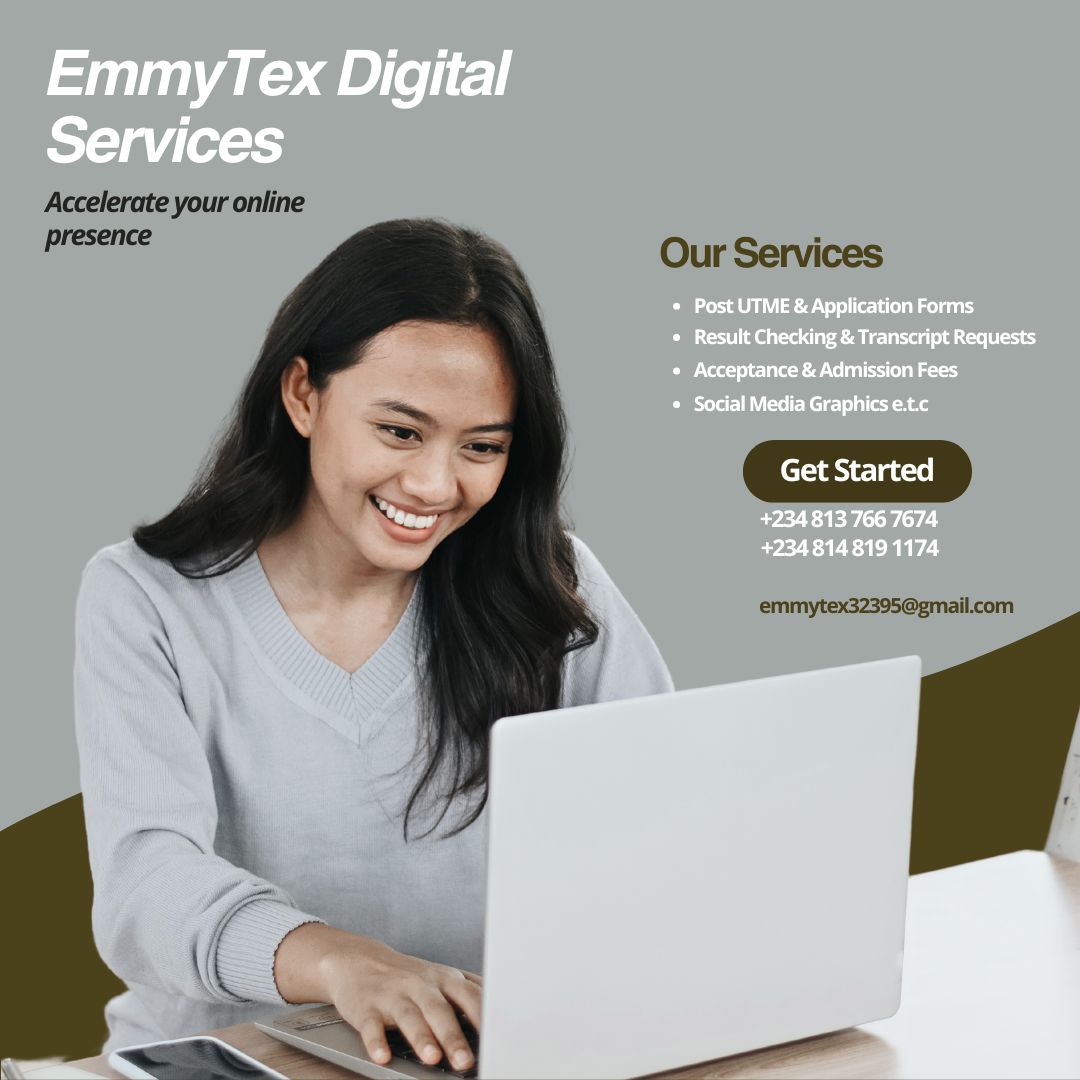 EmmyTex Digital
Services
Accelerate your online
presence
Our Services
• Post UTME & Application Forms
• Result Checking & Transcript Requests
• Acceptance & Admission Fees
• Social Media Graphics e.t.c
Get Started
+234 813 766 7674
+234 814 819 1174
emmytex32395@gmail.com